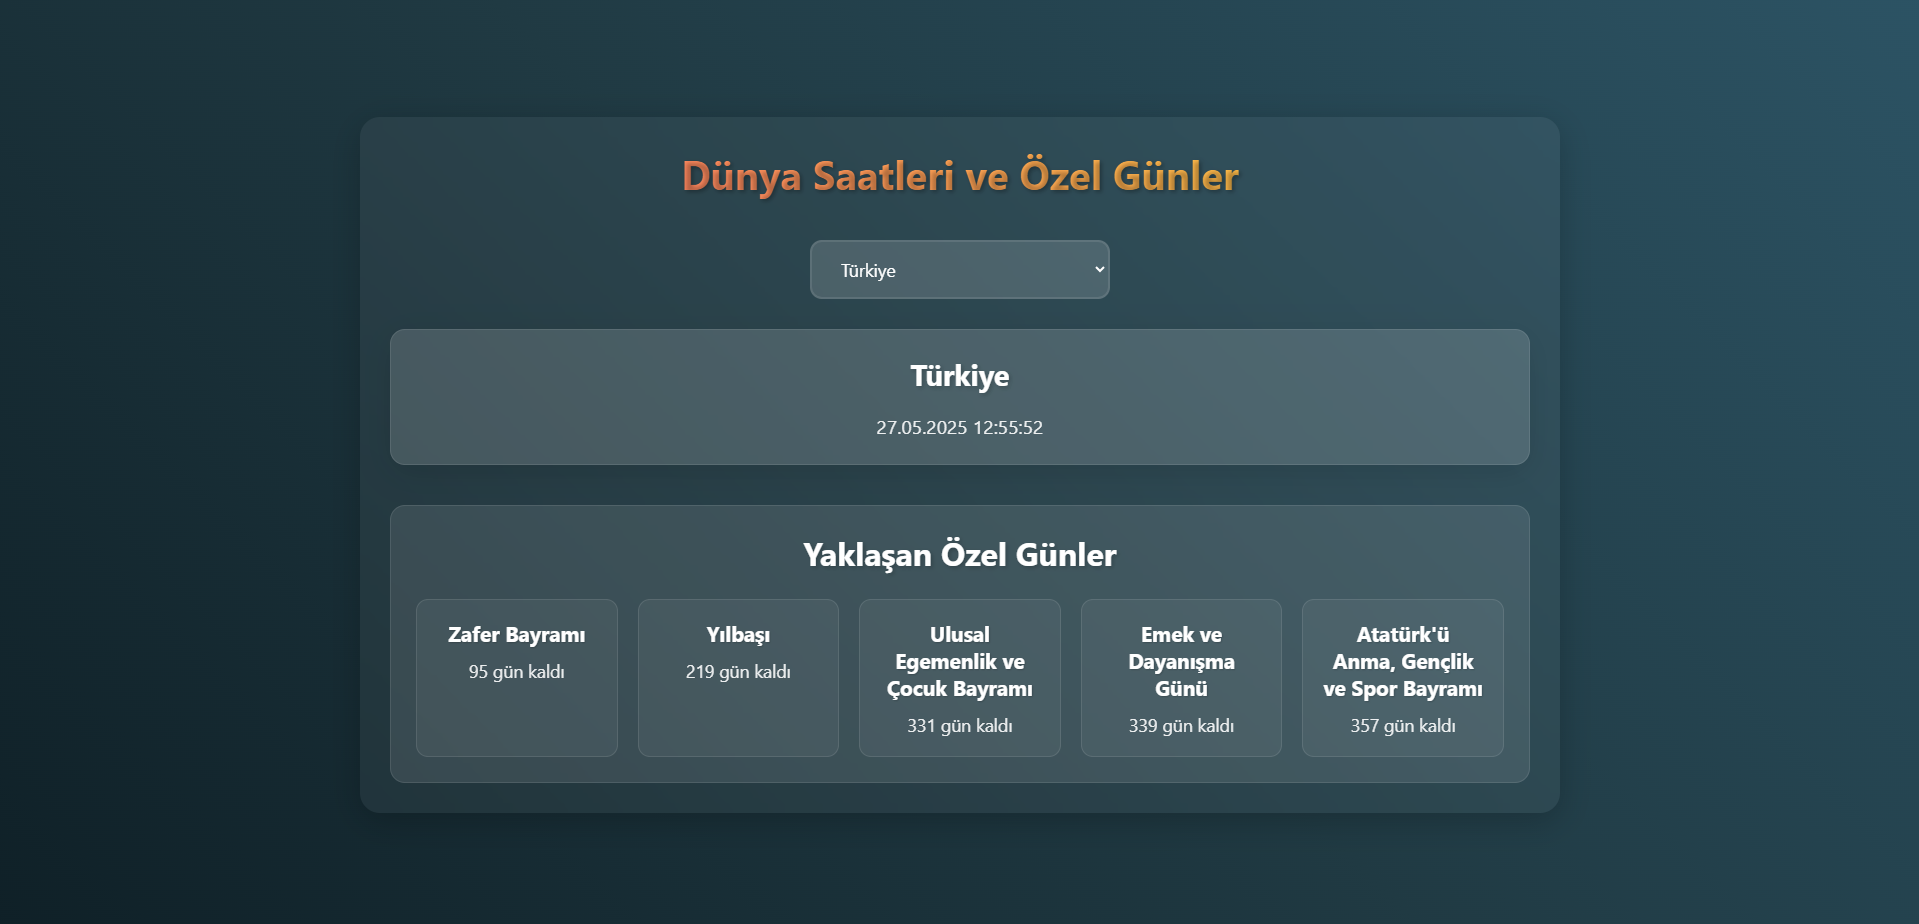 Dünya Saatleri ve Özel Günler
Türkiye
Türkiye
27.05.2025 12:55:52
Yaklaşan Özel Günler
Zafer Bayramı
95 gün kaldı
Yılbaşı
219 gün kaldı
Ulusal
Egemenlik ve
Çocuk Bayramı
331 gün kaldı
Emek ve
Dayanışma
Günü
339 gün kaldı
Atatürk'ü
Anma, Gençlik
ve Spor Bayramı
357 gün kaldı